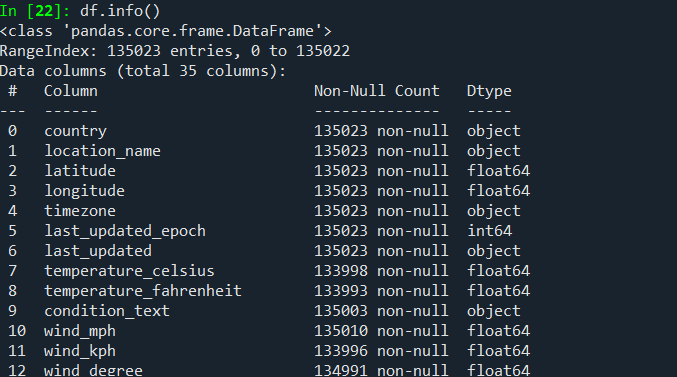 In [22]: df.info()
<class 'pandas.core.frame.DataFrame'>
RangeIndex: 135023 entries, 0 to 135022
Data columns (total 35 columns):
 #   Column                        Non-Null Count   Dtype
---  ------                        --------------   -----
 0   country                       135023 non-null  object
 1   location_name                 135023 non-null  object
 2   latitude                      135023 non-null  float64
 3   longitude                     135023 non-null  float64
 4   timezone                      135023 non-null  object
 5   last_updated_epoch            135023 non-null  int64
 6   last_updated                  135023 non-null  object
 7   temperature_celsius           133998 non-null  float64
 8   temperature_fahrenheit        133993 non-null  float64
 9   condition_text                135003 non-null  object
 10  wind_mph                      135010 non-null  float64
 11  wind_kph                      133996 non-null  float64
 12  wind_degree                   134991 non-null  float64